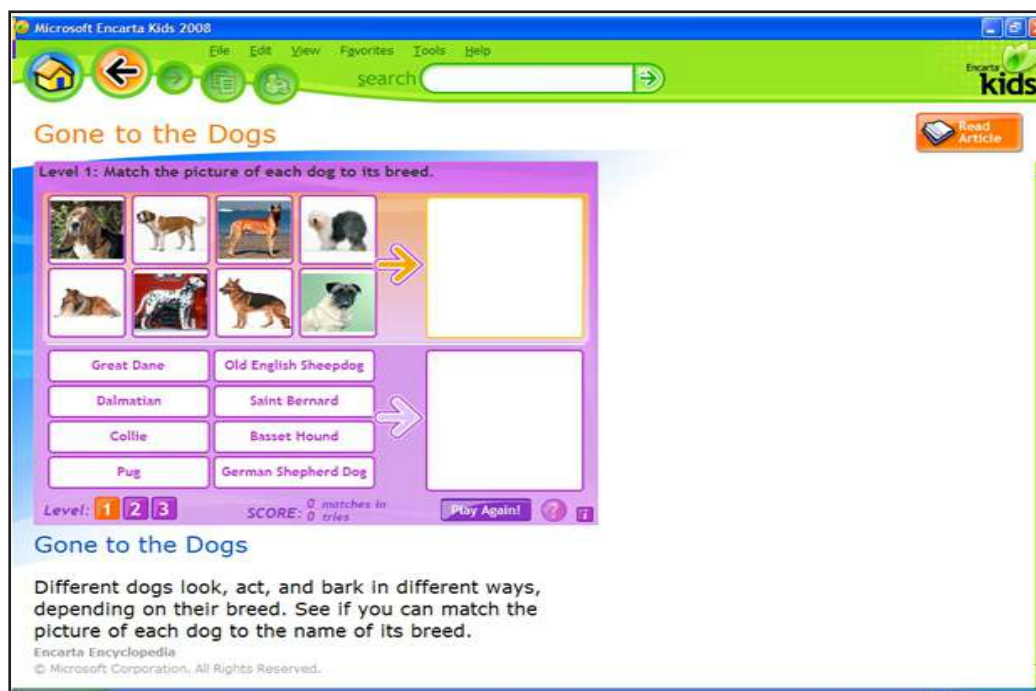 Microsoft Encarta Kids 2008
File Edit View Favorites Tools Help
search
Encarta
kids
Gone to the Dogs
Read
Article
Level 1: Match the picture of each dog to its breed.
Great Dane
Old English Sheepdog
Dalmatian
Saint Bernard
Collie
Basset Hound
Pug
German Shepherd Dog
Level: 1 2 3
SCORE: 0 matches in
0 tries
Play Again!
?
i
Gone to the Dogs
Different dogs look, act, and bark in different ways,
depending on their breed. See if you can match the
picture of each dog to the name of its breed.
Encarta Encyclopedia
© Microsoft Corporation. All Rights Reserved.